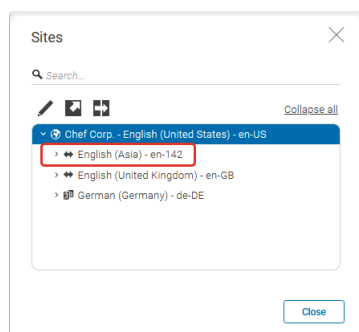 Sites
Search...
Collapse all
Chef Corp. - English (United States) - en-US
English (Asia) - en-142
English (United Kingdom) - en-GB
German (Germany) - de-DE
Close